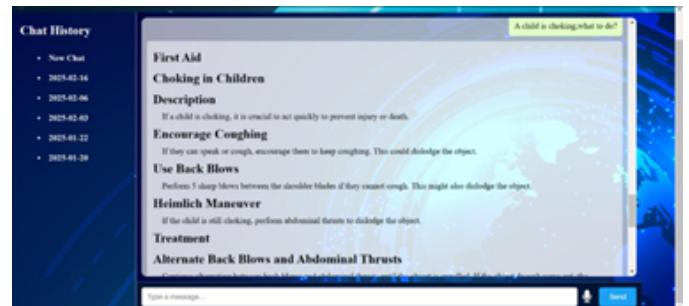 Chat History
New Chat
2025-02-16
2025-02-06
2025-02-03
2025-01-22
2025-01-20
A child is choking,what to do?
First Aid
Choking in Children
Description
If a child is choking, it is crucial to act quickly to prevent injury or death.
Encourage Coughing
If they can speak or cough, encourage them to keep coughing. This could dislodge the object.
Use Back Blows
Perform 5 sharp blows between the shoulder blades if they cannot cough. This might also dislodge the object.
Heimlich Maneuver
If the child is still choking, perform abdominal thrusts to dislodge the object.
Treatment
Alternate Back Blows and Abdominal Thrusts
Type a message...
Send